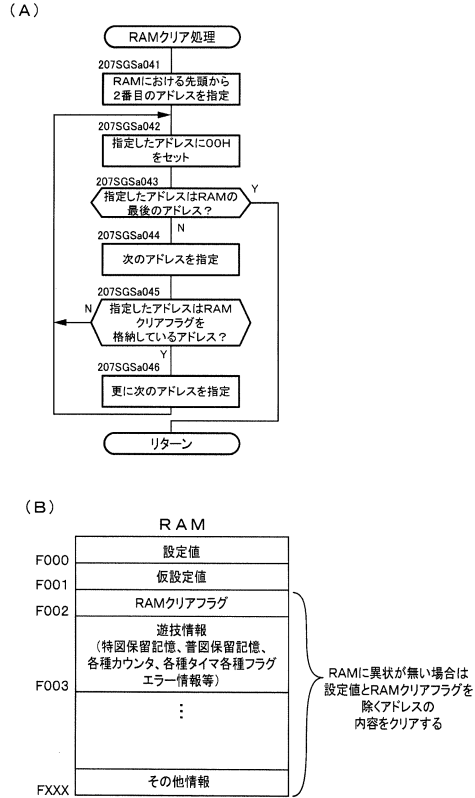 (A)
RAMクリア処理
207SGSa041
RAMにおける先頭から
2番目のアドレスを指定
207SGSa042
指定したアドレスに00H
をセット
207SGSa043
指定したアドレスはRAMの
最後のアドレス?
Y
N
207SGSa044
次のアドレスを指定
207SGSa045
指定したアドレスはRAM
クリアフラグを
格納しているアドレス?
N
Y
207SGSa046
更に次のアドレスを指定
リターン
(B)
RAM
設定値
F000
仮設定値
F001
RAMクリアフラグ
F002
遊技情報
(特図保留記憶、普図保留記憶、
各種カウンタ、各種タイマ各種フラグ
エラー情報等)
F003
⋮
その他情報
FXXX
RAMに異状が無い場合は
設定値とRAMクリアフラグを
除くアドレスの
内容をクリアする